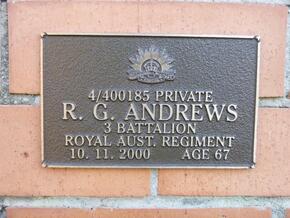 4/400185 PRIVATE
R. G. ANDREWS
3 BATTALION
ROYAL AUST. REGIMENT
10. 11. 2000 AGE 67